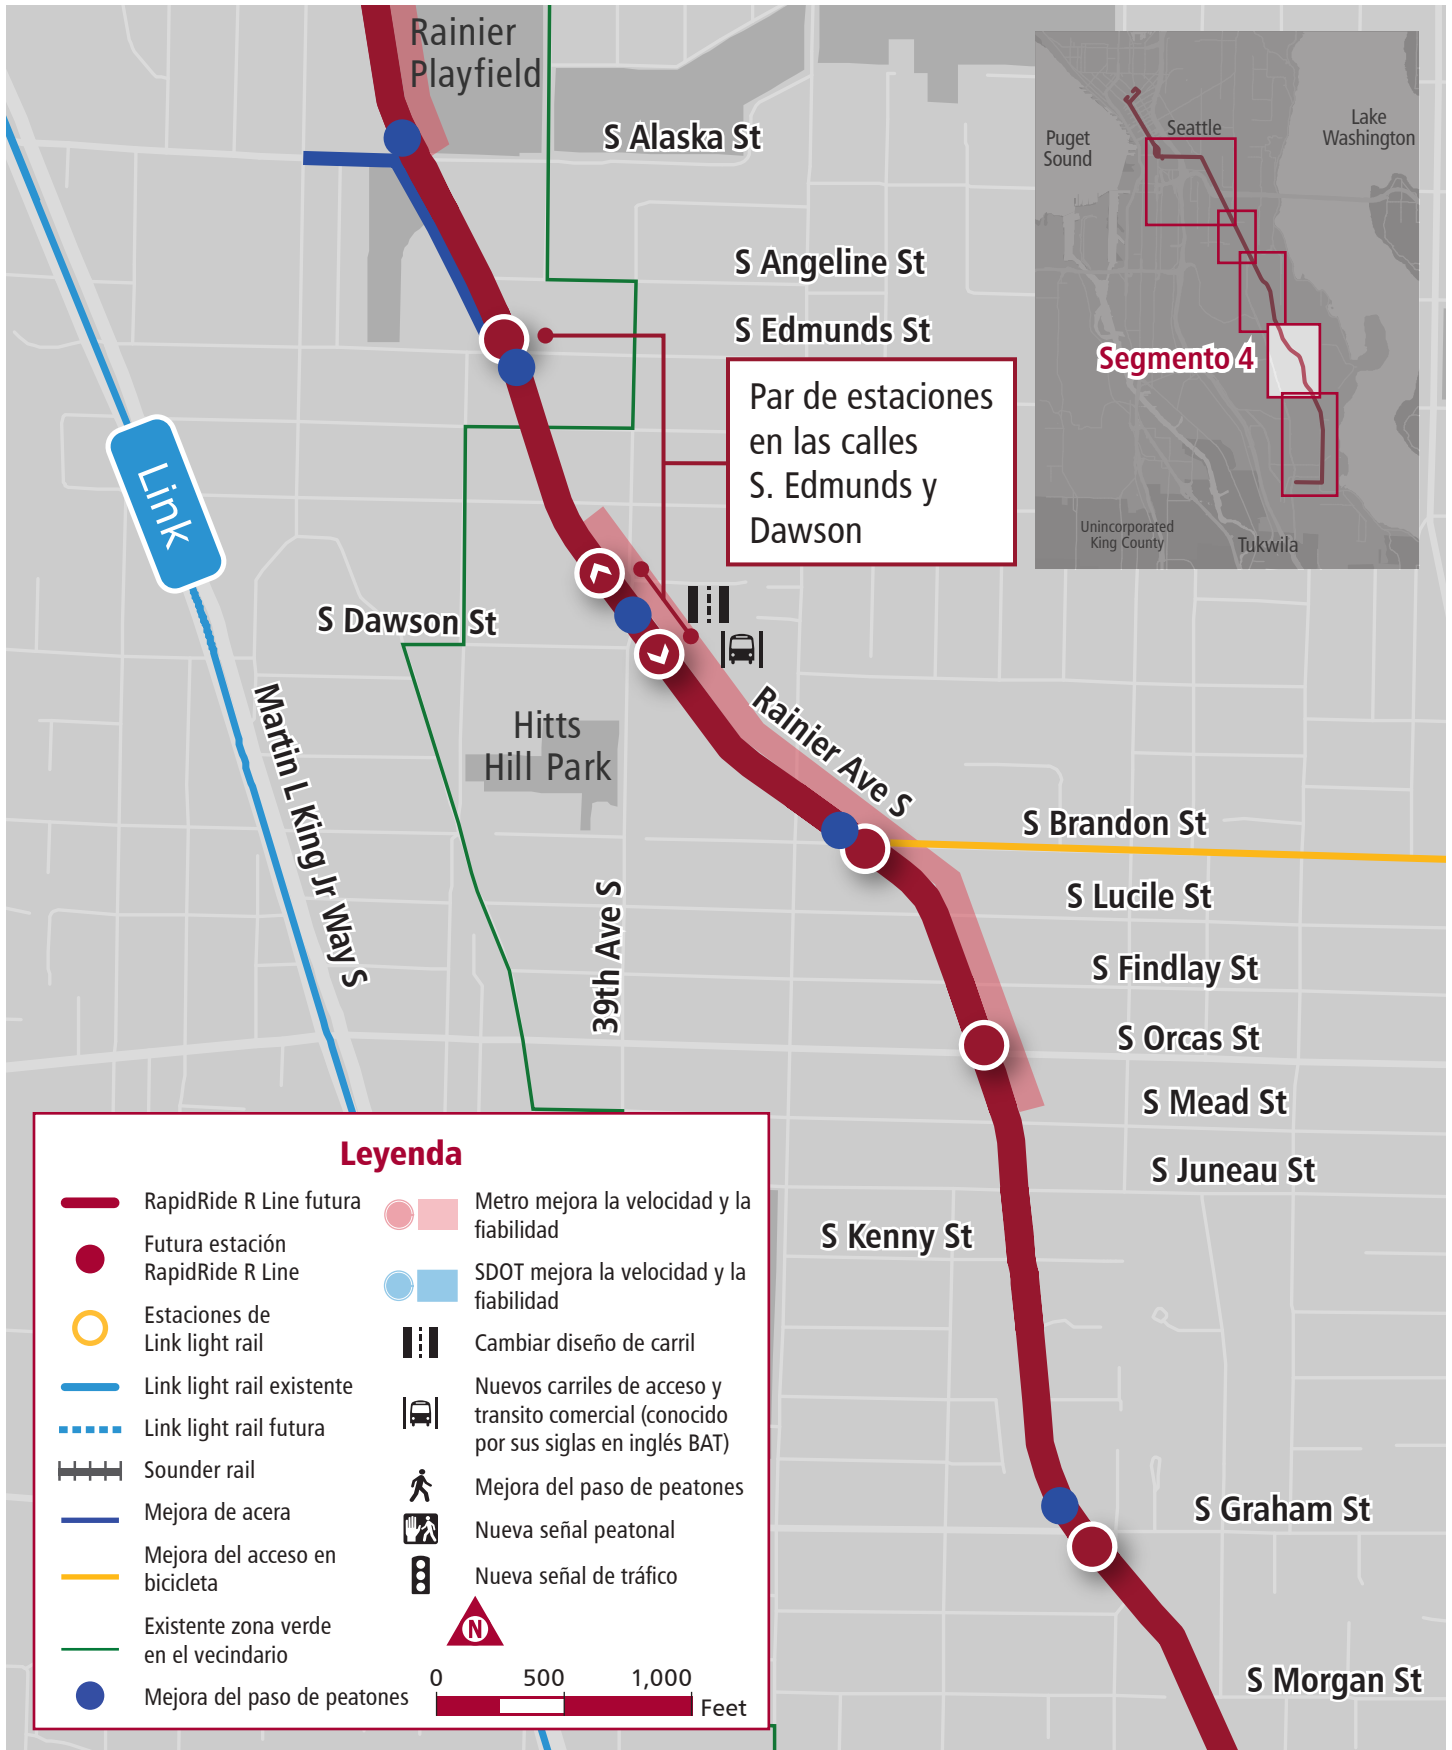 Rainier
Playfield
S Alaska St
S Angeline St
S Edmunds St
Par de estaciones
en las calles
S. Edmunds y
Dawson
Puget
Sound
Seattle
Lake
Washington
Segmento 4
Unincorporated
King County
Tukwila
Link
S Dawson St
Martin L King Jr Way S
Hitts
Hill Park
Rainier Ave S
39th Ave S
S Brandon St
S Lucile St
S Findlay St
S Orcas St
S Mead St
S Juneau St
S Kenny St
S Graham St
S Morgan St
Leyenda
RapidRide R Line futura
Futura estación
RapidRide R Line
Estaciones de
Link light rail
Link light rail existente
Link light rail futura
Sounder rail
Mejora de acera
Mejora del acceso en
bicicleta
Existente zona verde
en el vecindario
Mejora del paso de peatones
Metro mejora la velocidad y la
fiabilidad
SDOT mejora la velocidad y la
fiabilidad
Cambiar diseño de carril
Nuevos carriles de acceso y
transito comercial (conocido
por sus siglas en inglés BAT)
Mejora del paso de peatones
Nueva señal peatonal
Nueva señal de tráfico
N
0 500 1,000
Feet